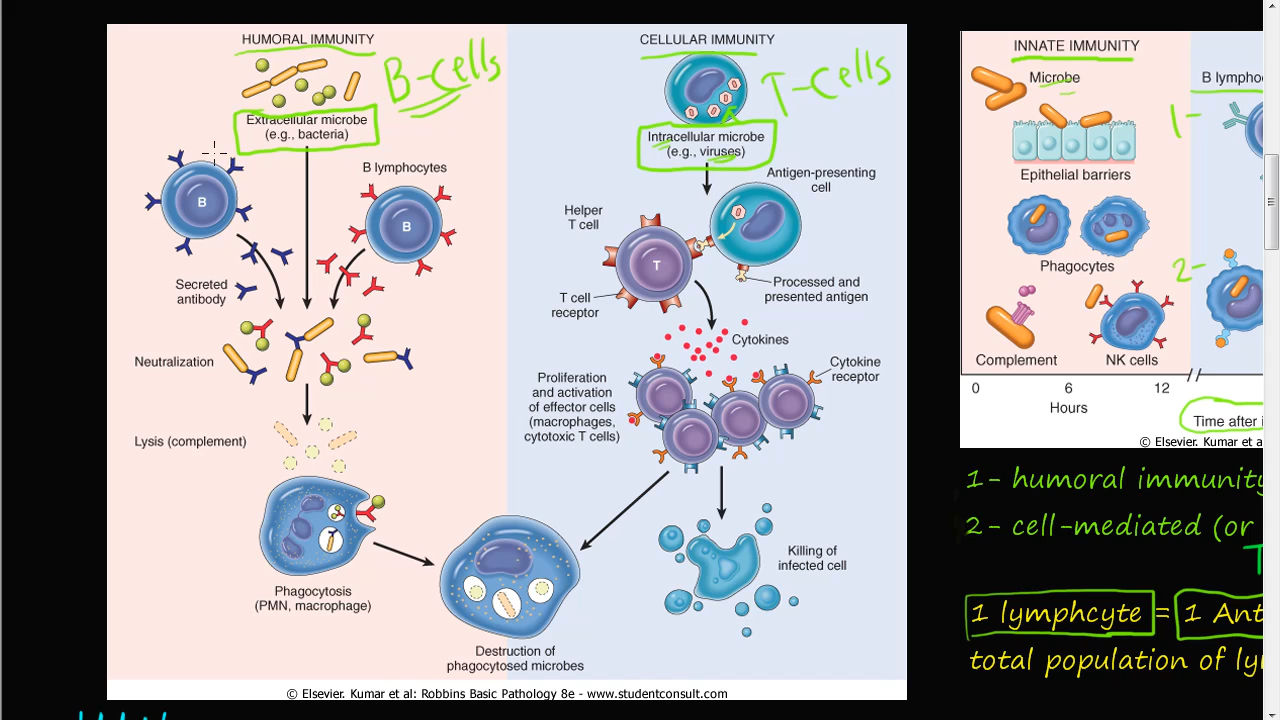 HUMORAL IMMUNITY
B-cells
Extracellular microbe
(e.g., bacteria)
B lymphocytes
B
B
Secreted
antibody
Neutralization
Lysis (complement)
Phagocytosis
(PMN, macrophage)
CELLULAR IMMUNITY
T-cells
Intracellular microbe
(e.g., viruses)
Antigen-presenting
cell
Helper
T cell
T
T cell
receptor
Processed and
presented antigen
Cytokines
Cytokine
receptor
Proliferation
and activation
of effector cells
(macrophages,
cytotoxic T cells)
Killing of
infected cell
Destruction of
phagocytosed microbes
© Elsevier. Kumar et al: Robbins Basic Pathology 8e - www.studentconsult.com
INNATE IMMUNITY
Microbe
B lympho
1-
Epithelial barriers
2-
Phagocytes
Complement
NK cells
0 6 12
Hours
Time after i
© Elsevier. Kumar et a
1- humoral immunity
2- cell-mediated (or
T
1 lymphcyte = 1 Ant
total population of ly